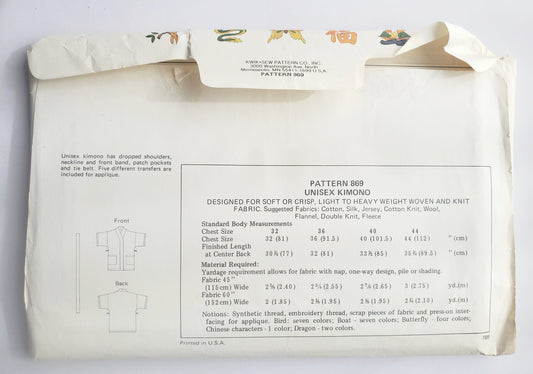 福
KWIK•SEW PATTERN CO., INC.
3000 Washington Ave. North
Minneapolis, MN 55411-1699 U.S.A.
PATTERN 869
Unisex kimono has dropped shoulders,
neckline and front band, patch pockets
and tie belt. Five different transfers are
included for applique.
Front
Back
PATTERN 869
UNISEX KIMONO
DESIGNED FOR SOFT OR CRISP, LIGHT TO HEAVY WEIGHT WOVEN AND KNIT
FABRIC. Suggested Fabrics: Cotton, Silk, Jersey, Cotton Knit, Wool,
Flannel, Double Knit, Fleece
Standard Body Measurements
Chest Size 32 36 40 44
Chest Size 32 (81) 36 (91.5) 40 (101.5) 44 (112) "(cm)
Finished Length
at Center Back 30⅜ (77) 32 (81) 33½ (85) 35¼ (89.5) "(cm)
Material Required:
Yardage requirement allows for fabric with nap, one-way design, pile or shading.
Fabric 45"
(115 cm) Wide 2⅝ (2.40) 2¾ (2.55) 2⅞ (2.65) 3 (2.75) yd.(m)
Fabric 60"
(152 cm) Wide 2 (1.85) 2⅛ (1.95) 2⅛ (1.95) 2¼ (2.10) yd.(m)
Notions: Synthetic thread, embroidery thread, scrap pieces of fabric and press-on inter-
facing for applique. Bird: seven colors; Boat - seven colors; Butterfly - four colors;
Chinese characters - 1 color; Dragon - two colors.
Printed in U.S.A.